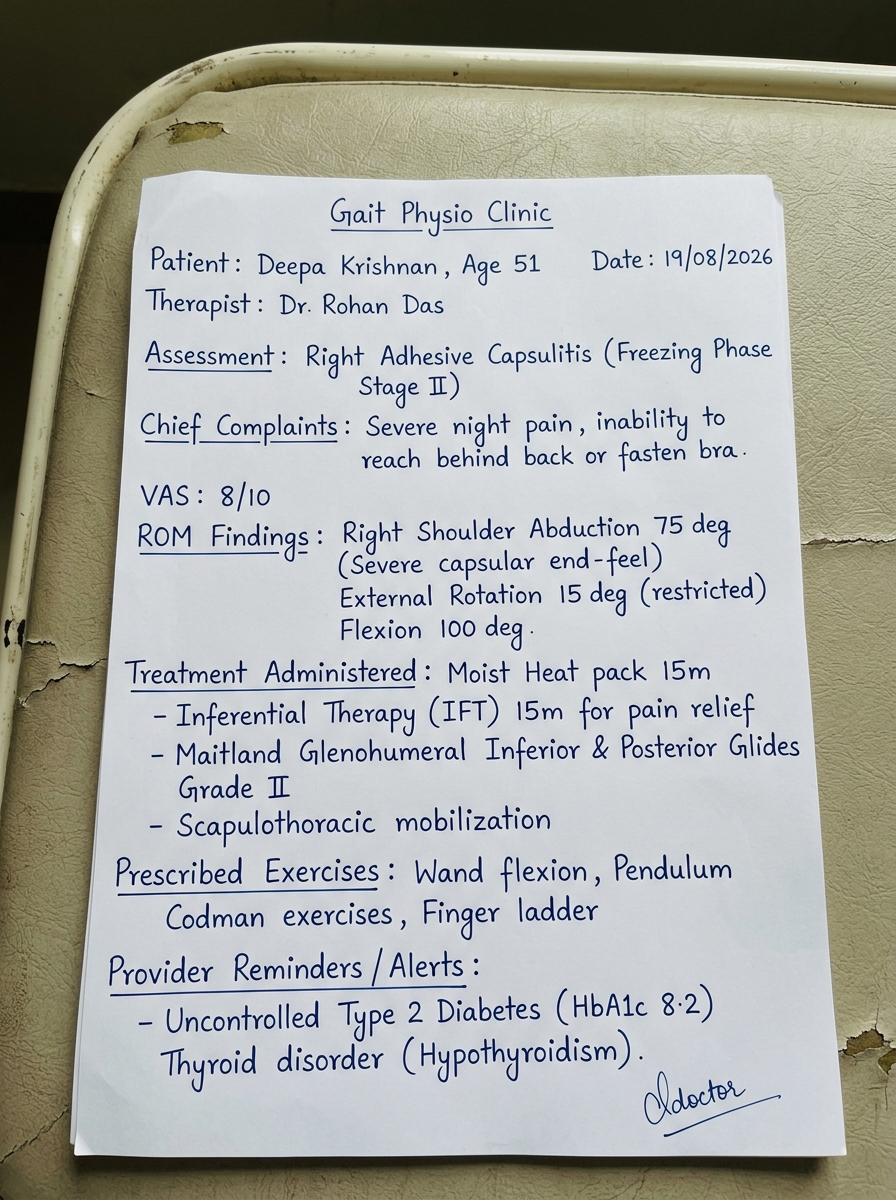 Gait Physio Clinic
Patient: Deepa Krishnan, Age 51 Date: 19/08/2026
Therapist: Dr. Rohan Das
Assessment: Right Adhesive Capsulitis (Freezing Phase
Stage II)
Chief Complaints: Severe night pain, inability to
reach behind back or fasten bra.
VAS: 8/10
ROM Findings: Right Shoulder Abduction 75 deg
(Severe capsular end-feel)
External Rotation 15 deg (restricted)
Flexion 100 deg.
Treatment Administered: Moist Heat pack 15m
- Inferential Therapy (IFT) 15m for pain relief
- Maitland Glenohumeral Inferior & Posterior Glides
Grade II
- Scapulothoracic mobilization
Prescribed Exercises: Wand flexion, Pendulum
Codman exercises, Finger ladder
Provider Reminders/Alerts:
- Uncontrolled Type 2 Diabetes (HbA1c 8.2)
Thyroid disorder (Hypothyroidism).